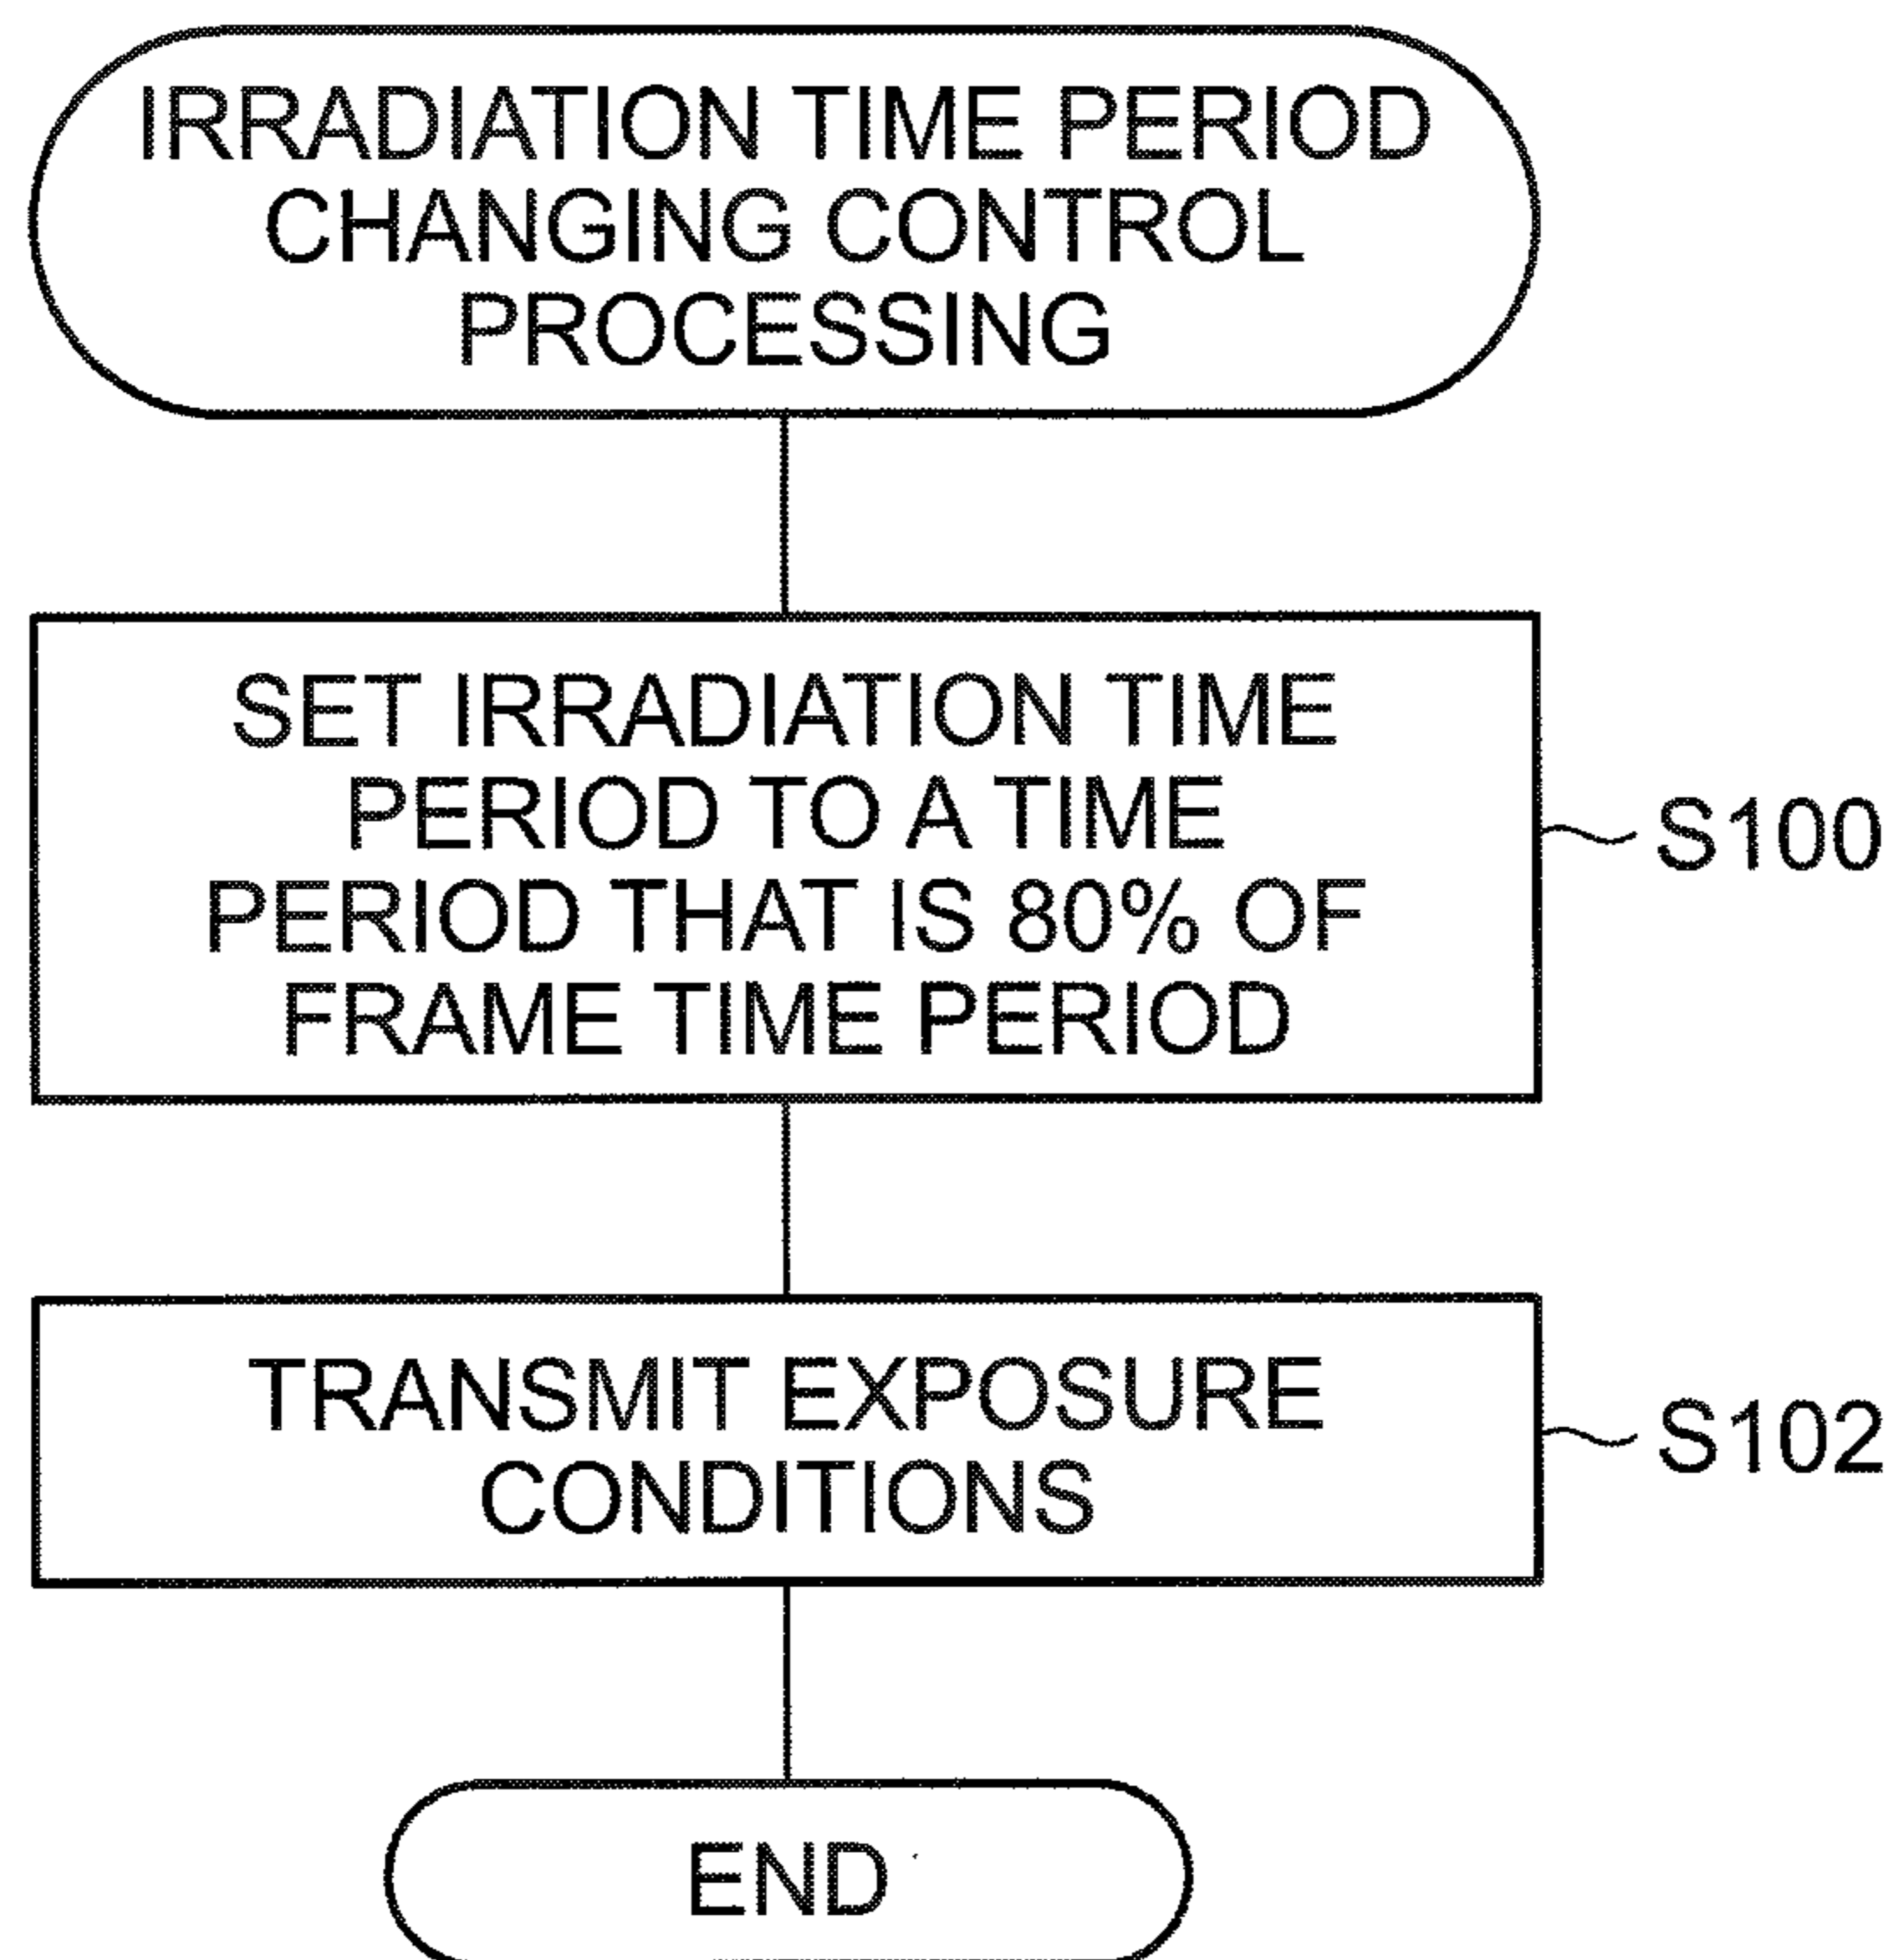 IRRADIATION TIME PERIOD
CHANGING CONTROL
PROCESSING
SET IRRADIATION TIME
PERIOD TO A TIME
PERIOD THAT IS 80% OF
FRAME TIME PERIOD
S100
TRANSMIT EXPOSURE
CONDITIONS
S102
END